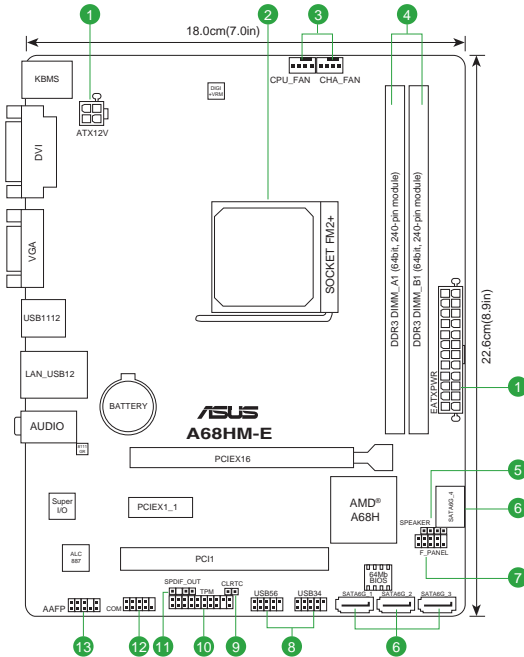 1
2
3
4
18.0cm(7.0in)
KBMS
CPU_FAN
CHA_FAN
DIGI
+VRM
ATX12V
DVI
VGA
SOCKET FM2+
DDR3 DIMM_A1 (64bit, 240-pin module)
DDR3 DIMM_B1 (64bit, 240-pin module)
22.6cm(8.9in)
USB1112
LAN_USB12
EATXPWR
1
BATTERY
ASUS
A68HM-E
AUDIO
8111
GR
PCIEX16
5
Super
I/O
PCIEX1_1
AMD®
A68H
SATA6G_4
6
SPEAKER
F_PANEL
ALC
887
PCI1
64Mb
BIOS
7
SPDIF_OUT
TPM
CLRTC
AAFP
COM
USB56
USB34
SATA6G_1
SATA6G_2
SATA6G_3
13
12
11
10
9
8
6